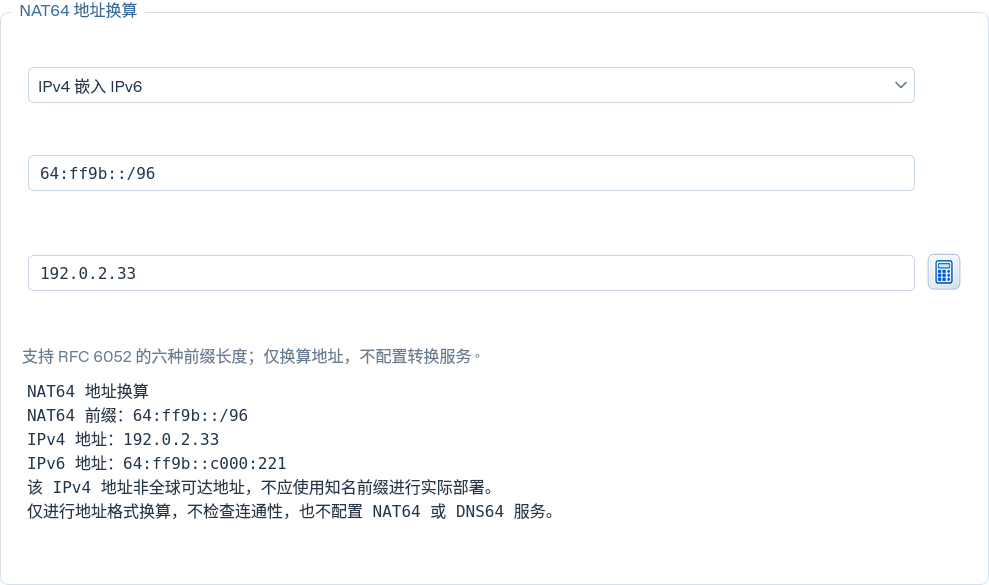 NAT64 地址换算
IPv4 嵌入 IPv6
64:ff9b::/96
192.0.2.33
支持 RFC 6052 的六种前缀长度；仅换算地址，不配置转换服务。
NAT64 地址换算
NAT64 前缀：64:ff9b::/96
IPv4 地址：192.0.2.33
IPv6 地址：64:ff9b::c000:221
该 IPv4 地址非全球可达地址，不应使用知名前缀进行实际部署。
仅进行地址格式换算，不检查连通性，也不配置 NAT64 或 DNS64 服务。